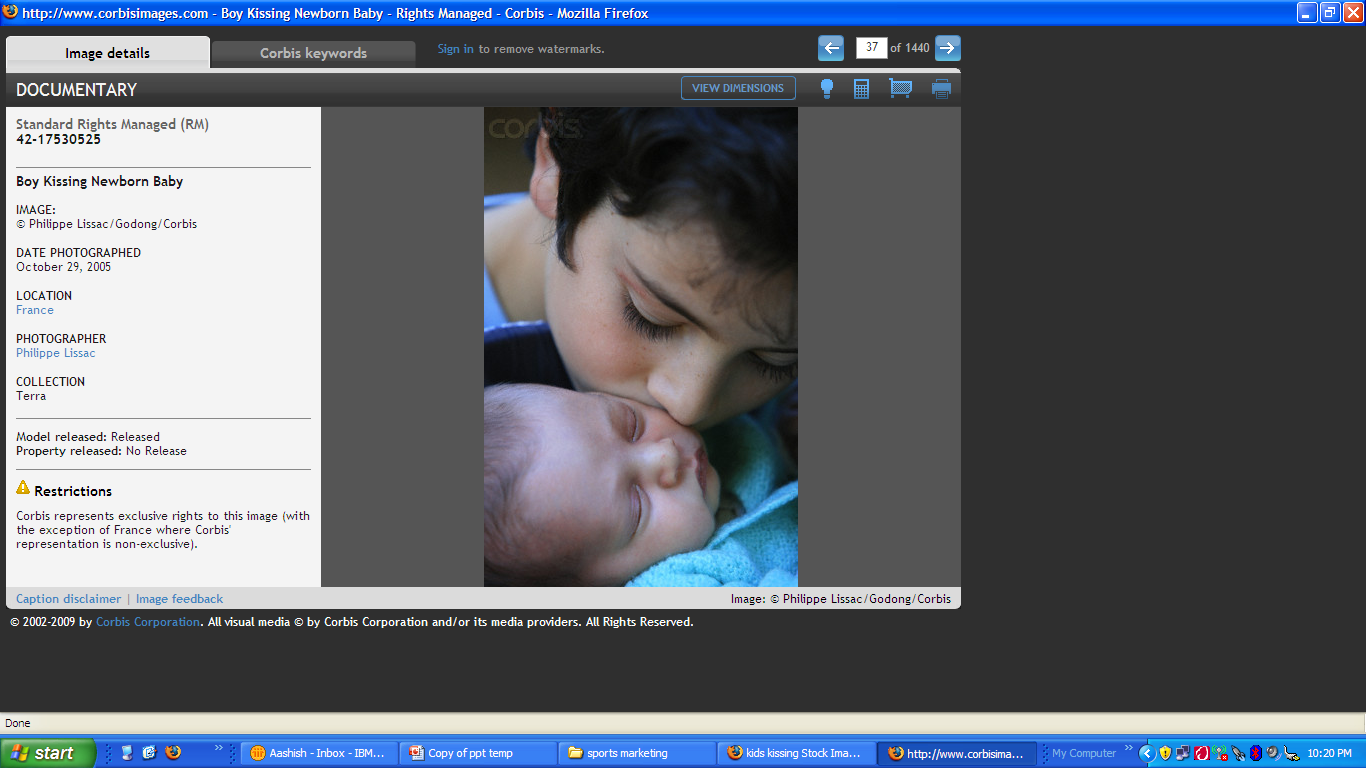 http://www.corbisimages.com - Boy Kissing Newborn Baby - Rights Managed - Corbis - Mozilla Firefox
Image details
Corbis keywords
Sign in to remove watermarks.
37 of 1440
DOCUMENTARY
VIEW DIMENSIONS
Standard Rights Managed (RM)
42-17530525
Boy Kissing Newborn Baby
IMAGE:
© Philippe Lissac/Godong/Corbis
DATE PHOTOGRAPHED
October 29, 2005
LOCATION
France
PHOTOGRAPHER
Philippe Lissac
COLLECTION
Terra
Model released: Released
Property released: No Release
Restrictions
Corbis represents exclusive rights to this image (with
the exception of France where Corbis'
representation is non-exclusive).
corbis
Caption disclaimer | Image feedback
Image: © Philippe Lissac/Godong/Corbis
© 2002-2009 by Corbis Corporation. All visual media © by Corbis Corporation and/or its media providers. All Rights Reserved.
Done
start
Aashish - Inbox - IBM...
Copy of ppt temp
sports marketing
kids kissing Stock Ima...
http://www.corbisima...
My Computer
10:20 PM